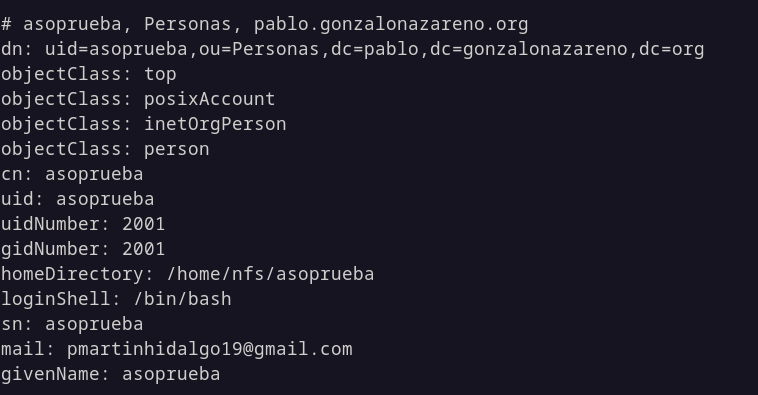 # asoprueba, Personas, pablo.gonzalonazareno.org
dn: uid=asoprueba,ou=Personas,dc=pablo,dc=gonzalonazareno,dc=org
objectClass: top
objectClass: posixAccount
objectClass: inetOrgPerson
objectClass: person
cn: asoprueba
uid: asoprueba
uidNumber: 2001
gidNumber: 2001
homeDirectory: /home/nfs/asoprueba
loginShell: /bin/bash
sn: asoprueba
mail: pmartinhidalgo19@gmail.com
givenName: asoprueba